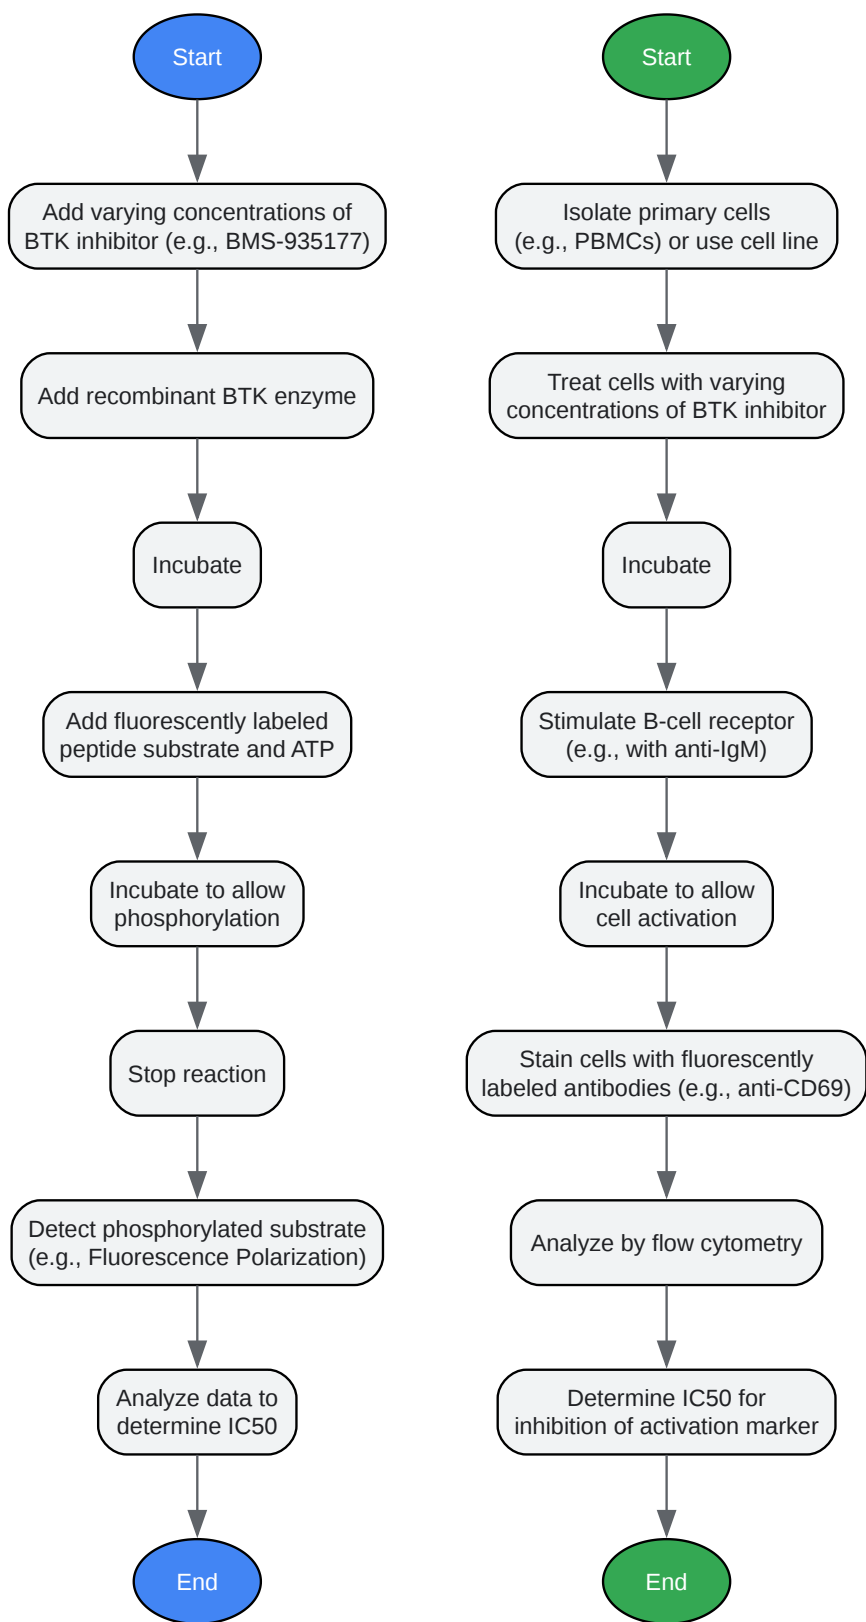 Start
Add varying concentrations of
BTK inhibitor (e.g., BMS-935177)
Add recombinant BTK enzyme
Incubate
Add fluorescently labeled
peptide substrate and ATP
Incubate to allow
phosphorylation
Stop reaction
Detect phosphorylated substrate
(e.g., Fluorescence Polarization)
Analyze data to
determine IC50
End
Start
Isolate primary cells
(e.g., PBMCs) or use cell line
Treat cells with varying
concentrations of BTK inhibitor
Incubate
Stimulate B-cell receptor
(e.g., with anti-IgM)
Incubate to allow
cell activation
Stain cells with fluorescently
labeled antibodies (e.g., anti-CD69)
Analyze by flow cytometry
Determine IC50 for
inhibition of activation marker
End